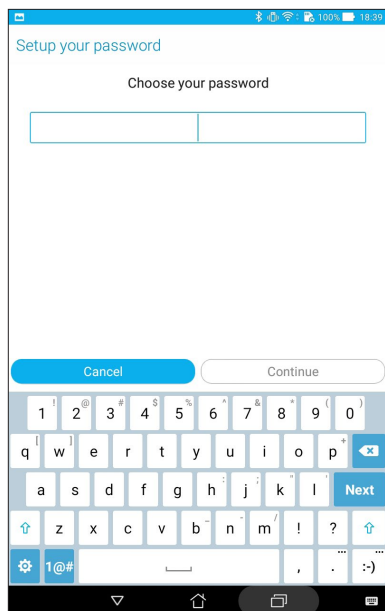 100% 18:39
Setup your password
Choose your password
Cancel Continue
1 ! 2 @ 3 # 4 $ 5 % 6 ^ 7 & 8 * 9 ( 0 )
q [ w ] e r t y u i o p +
a s d f g h : j ; k " l ' Next
z x c v b _ n - m / ! ?
1@# , . ... :-) ...